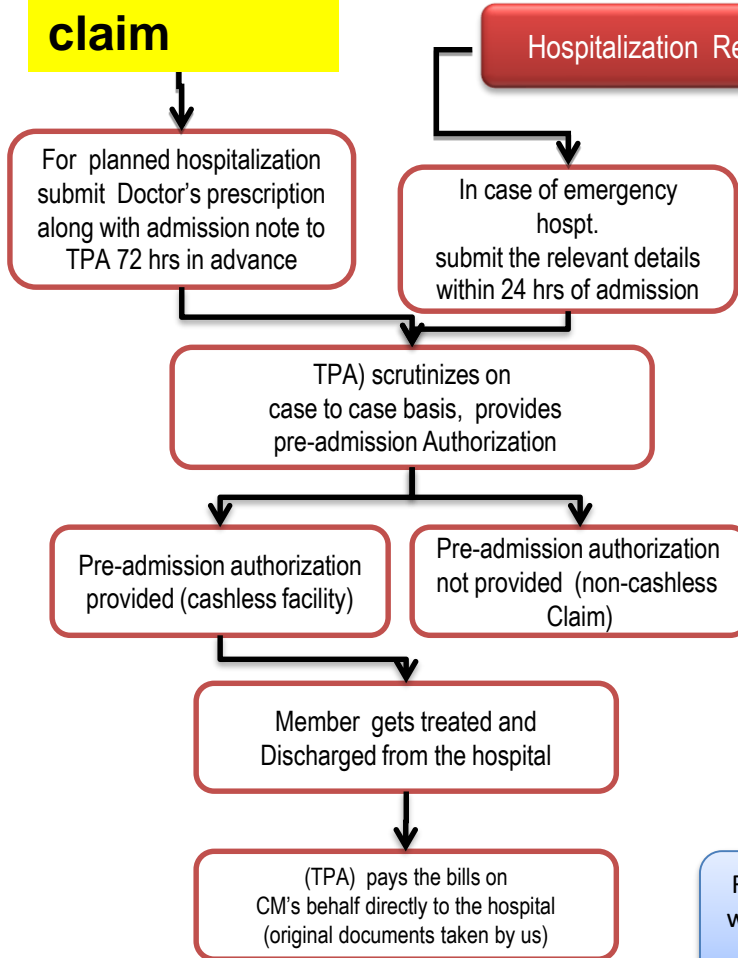 claim
Hospitalization Re
For planned hospitalization
submit Doctor's prescription
along with admission note to
TPA 72 hrs in advance
In case of emergency
hospt.
submit the relevant details
within 24 hrs of admission
TPA) scrutinizes on
case to case basis, provides
pre-admission Authorization
Pre-admission authorization
provided (cashless facility)
Pre-admission authorization
not provided (non-cashless
Claim)
Member gets treated and
Discharged from the hospital
(TPA) pays the bills on
CM's behalf directly to the hospital
(original documents taken by us)